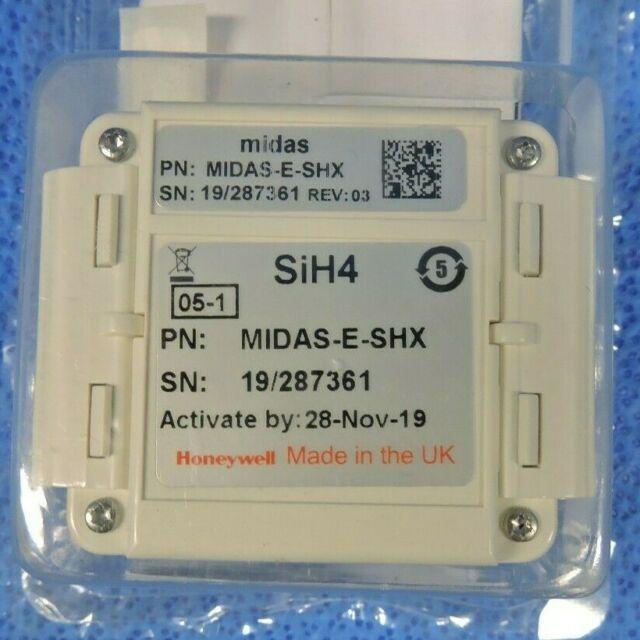 midas
PN: MIDAS-E-SHX
SN: 19/287361 REV:03
SiH4
5
05-1
PN: MIDAS-E-SHX
SN: 19/287361
Activate by: 28-Nov-19
Honeywell Made in the UK